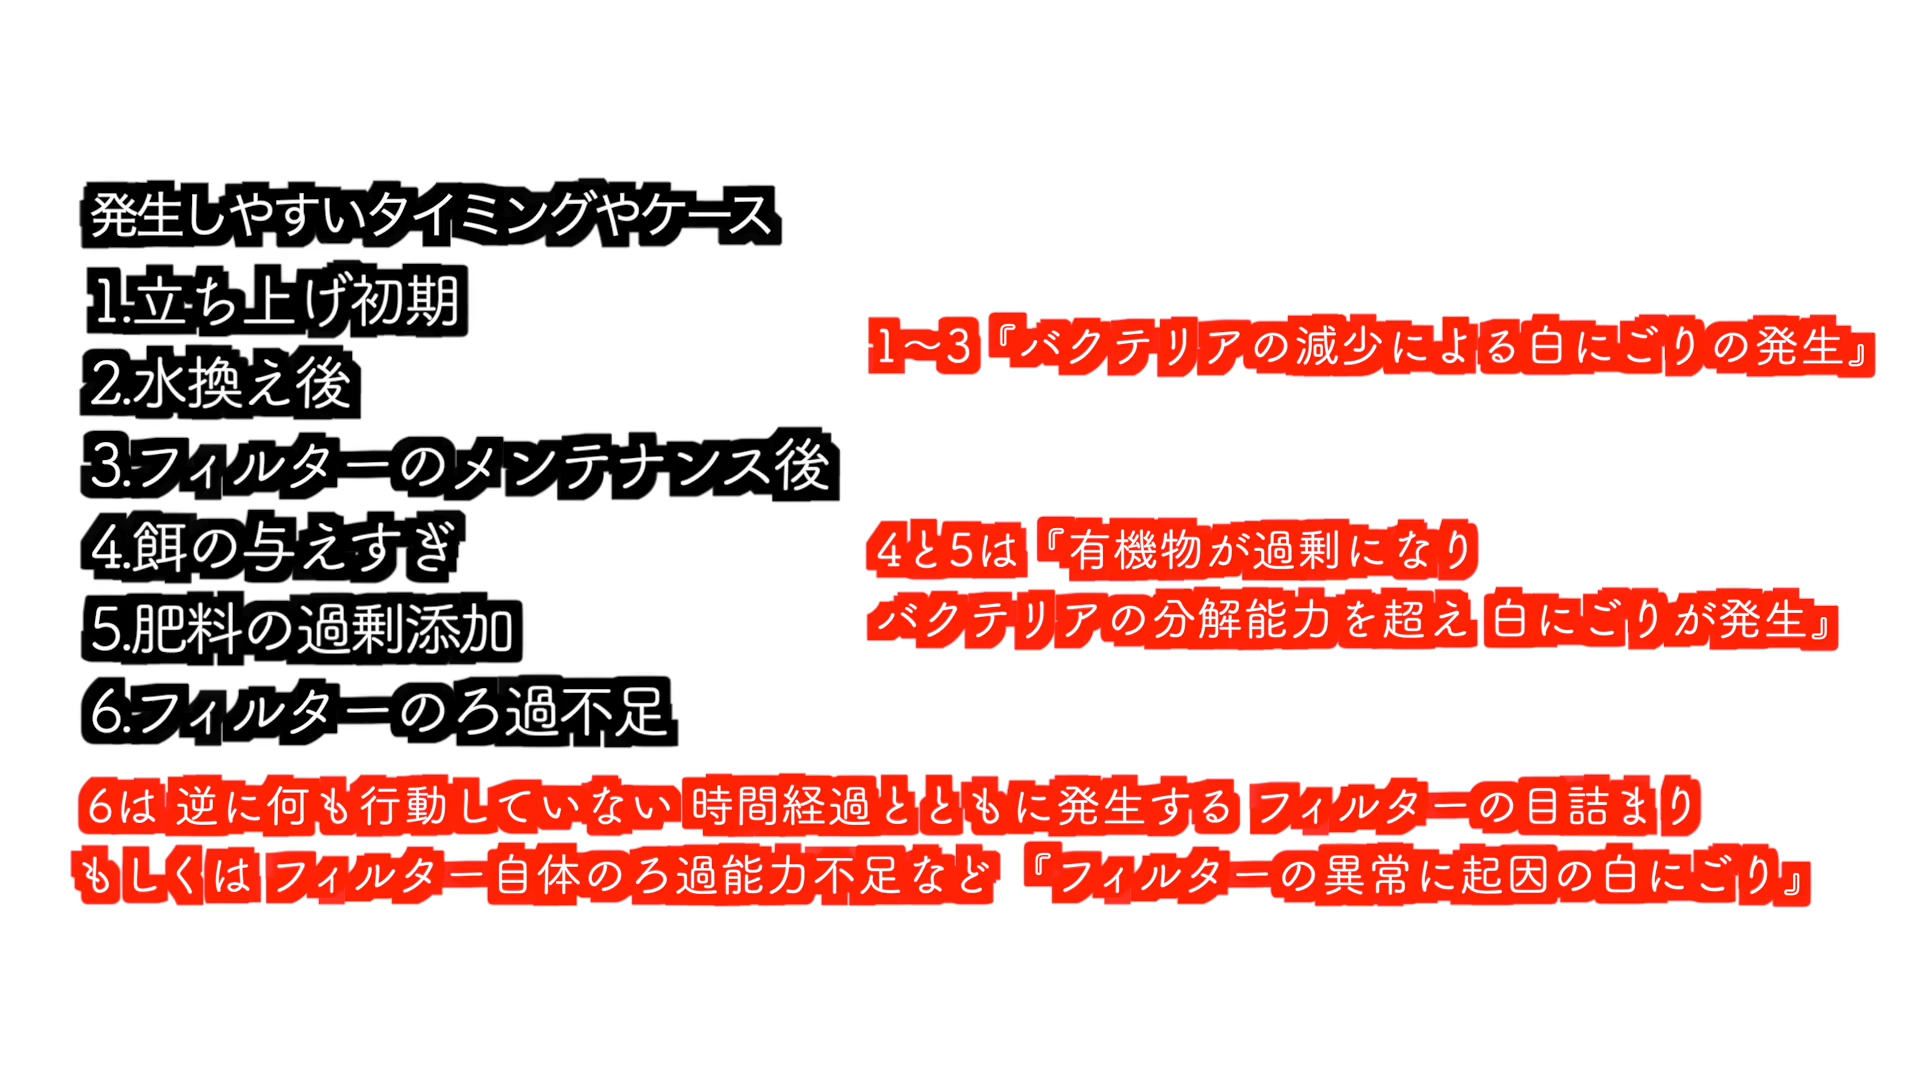 発生しやすいタイミングやケース
1.立ち上げ初期
2.水換え後
3.フィルターのメンテナンス後
1〜3『バクテリアの減少による白にごりの発生』
4.餌の与えすぎ
5.肥料の過剰添加
4と5は『有機物が過剰になり
バクテリアの分解能力を超え 白にごりが発生』
6.フィルターのろ過不足
6は 逆に何も行動していない 時間経過とともに発生する フィルターの目詰まり
もしくは フィルター自体のろ過能力不足など 『フィルターの異常に起因の白にごり』